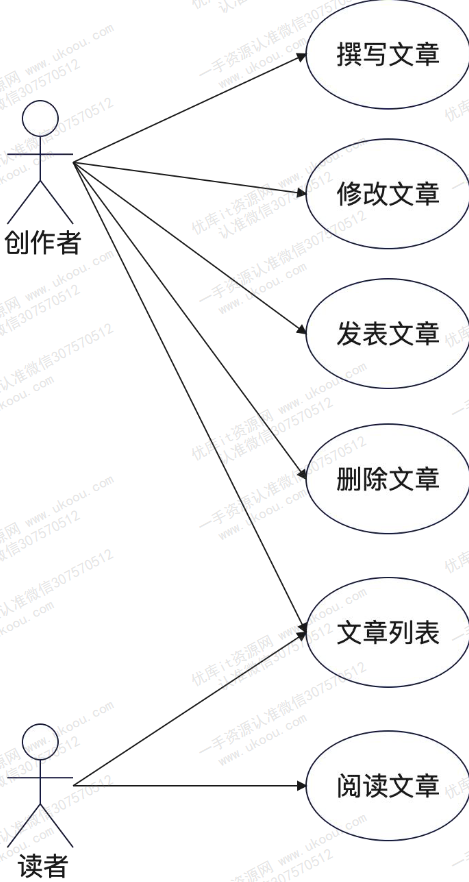 撰写文章
修改文章
创作者
发表文章
删除文章
文章列表
阅读文章
读者
优库it资源网 www.ukoou.com
一手资源认准微信307570512